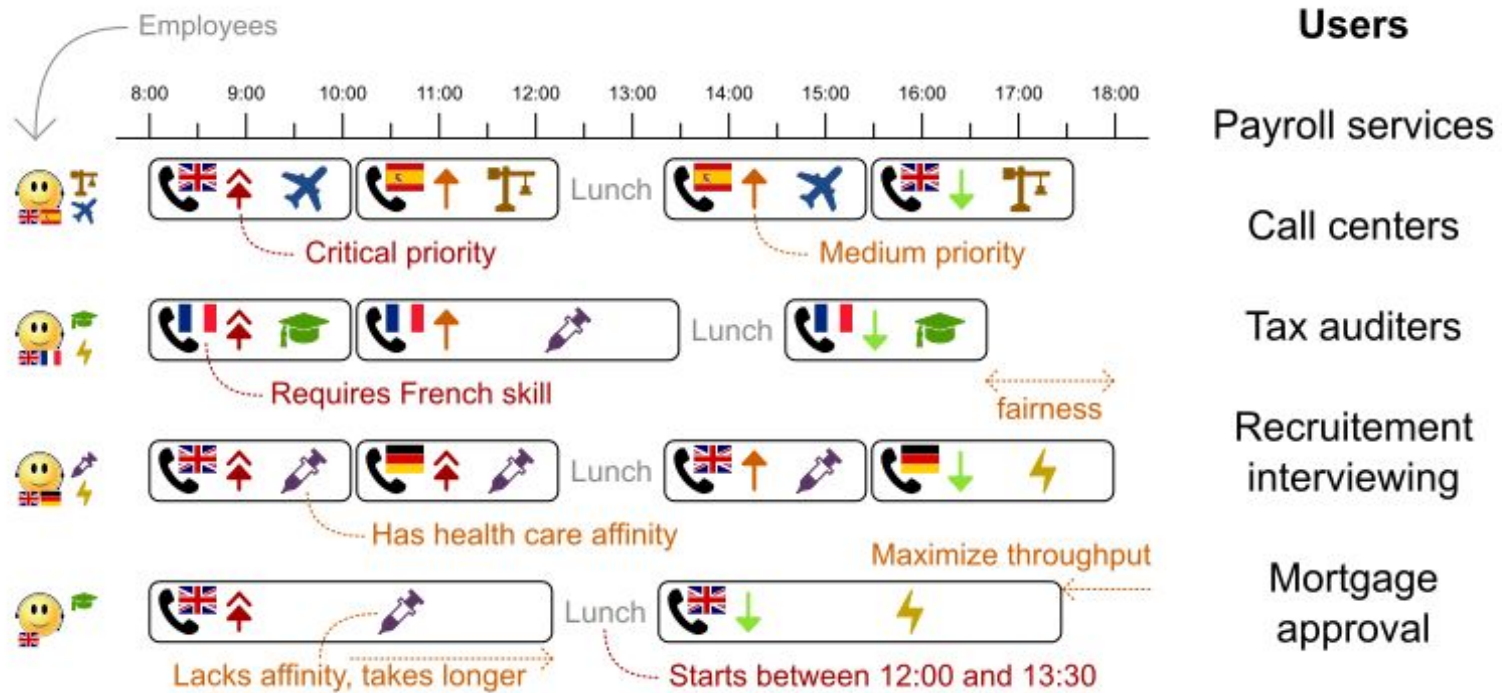 Employees
Users
8:00 9:00 10:00 11:00 12:00 13:00 14:00 15:00 16:00 17:00 18:00
Payroll services
Lunch
Critical priority
Medium priority
Call centers
Lunch
Tax auditers
Requires French skill
fairness
Recruitement
interviewing
Lunch
Has health care affinity
Maximize throughput
Mortgage
approval
Lunch
Lacks affinity, takes longer
Starts between 12:00 and 13:30